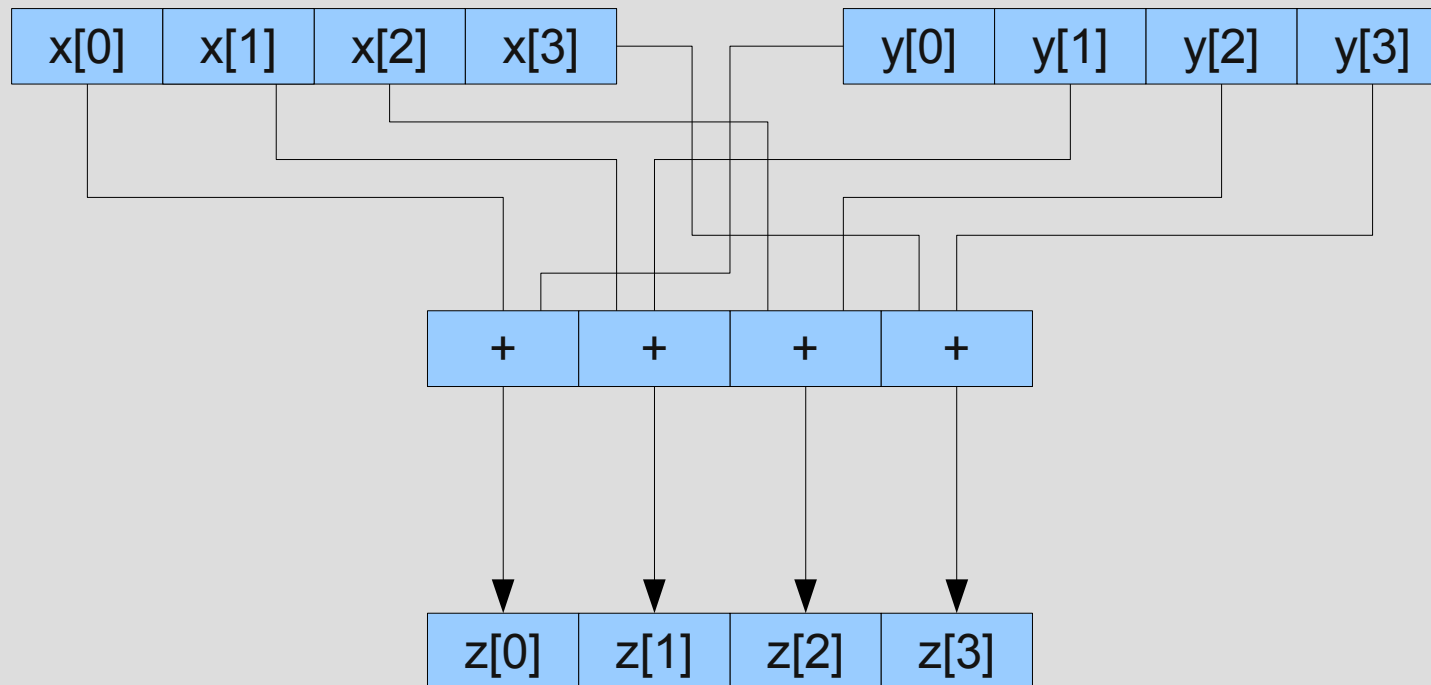 x[0] x[1] x[2] x[3] y[0] y[1] y[2] y[3]
+ + + +
z[0] z[1] z[2] z[3]